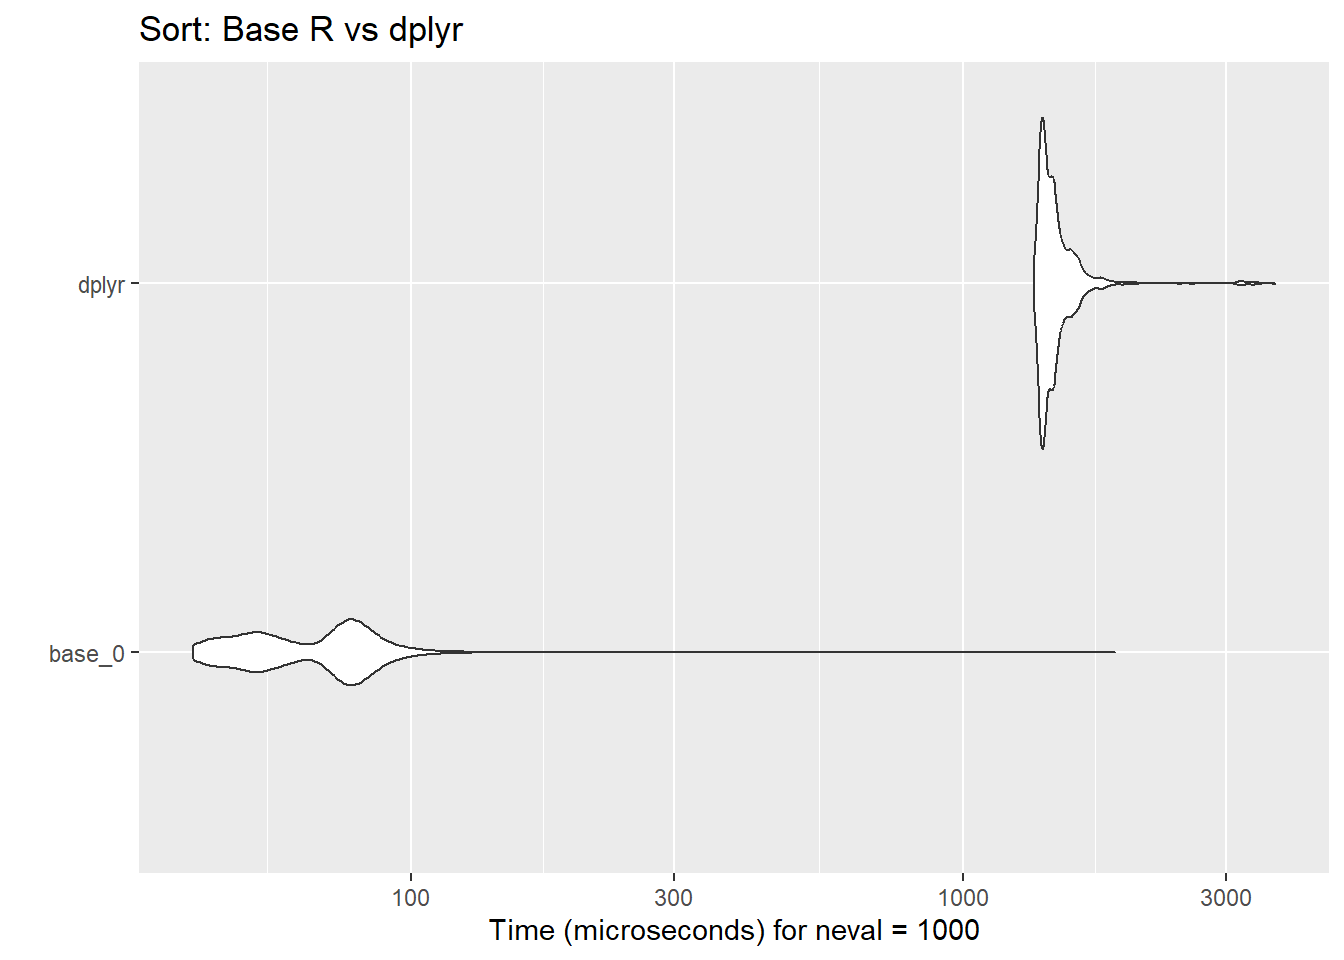 Sort: Base R vs dplyr
dplyr
base_0
100 300 1000 3000
Time (microseconds) for neval = 1000